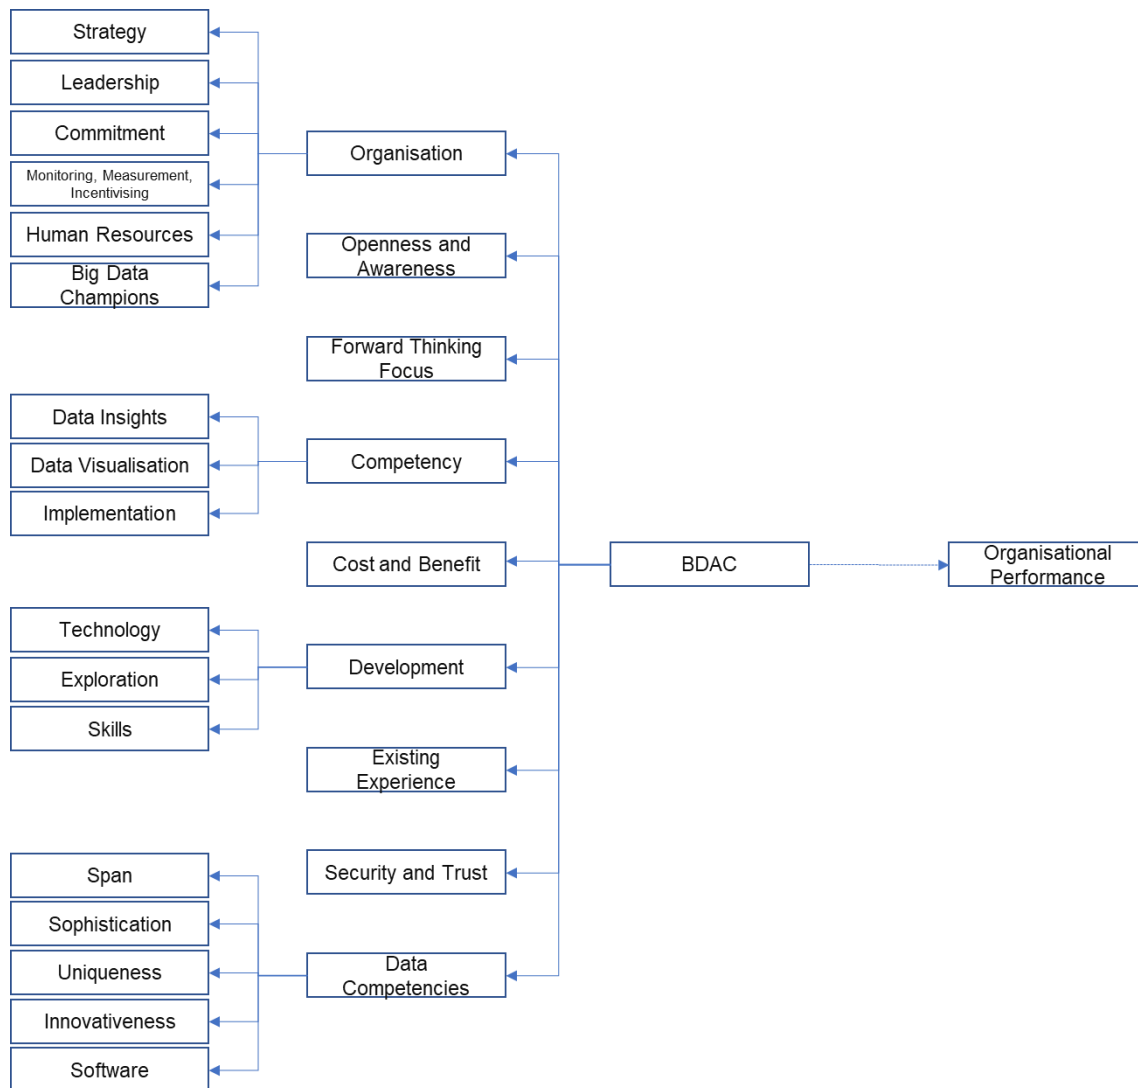 Strategy
Leadership
Commitment
Monitoring, Measurement,
Incentivising
Human Resources
Big Data
Champions
Data Insights
Data Visualisation
Implementation
Technology
Exploration
Skills
Span
Sophistication
Uniqueness
Innovativeness
Software
Organisation
Openness and
Awareness
Forward Thinking
Focus
Competency
Cost and Benefit
Development
Existing
Experience
Security and Trust
Data
Competencies
BDAC
Organisational
Performance